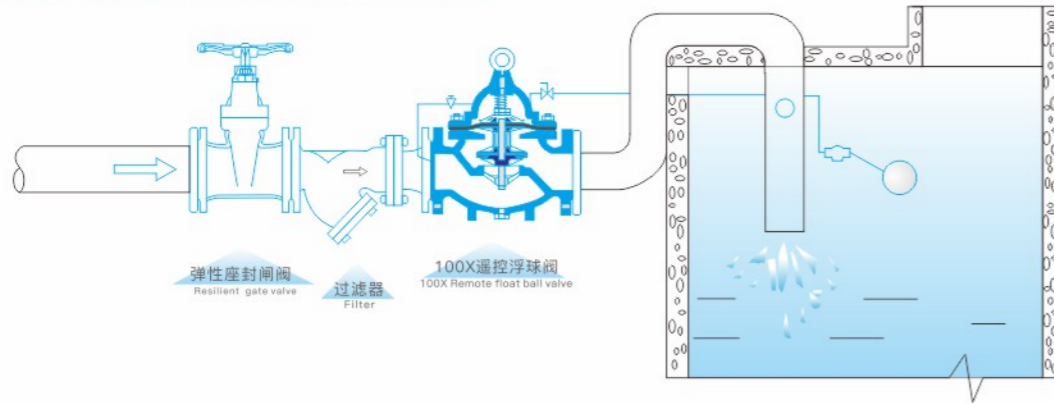 弹性座封闸阀
Resilient gate valve
过滤器
Filter
100X遥控浮球阀
100X Remote float ball valve